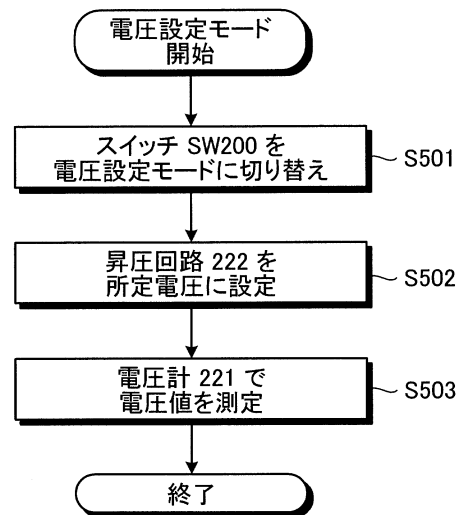 電圧設定モード
開始
スイッチ SW200 を
電圧設定モードに切り替え
S501
昇圧回路 222 を
所定電圧に設定
S502
電圧計 221 で
電圧値を測定
S503
終了